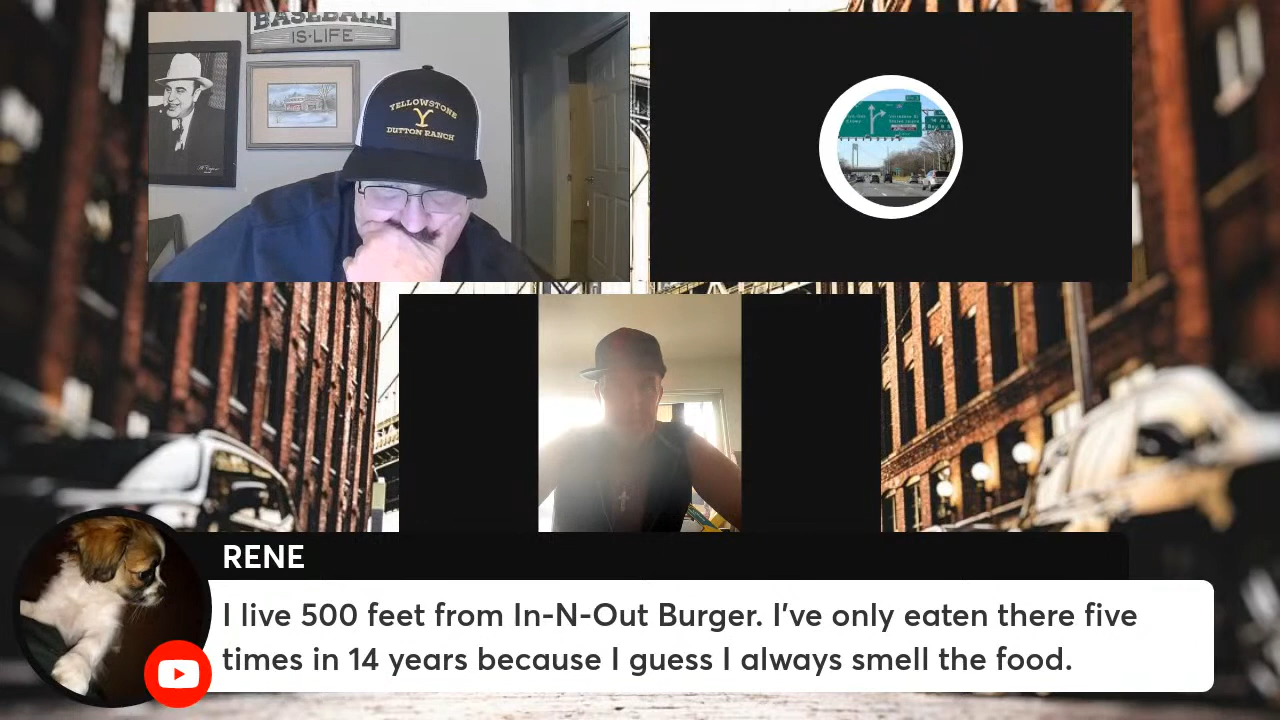 BASEBALL
IS·LIFE
YELLOWSTONE
Y
DUTTON RANCH
RENE
I live 500 feet from In-N-Out Burger. I've only eaten there five
times in 14 years because I guess I always smell the food.